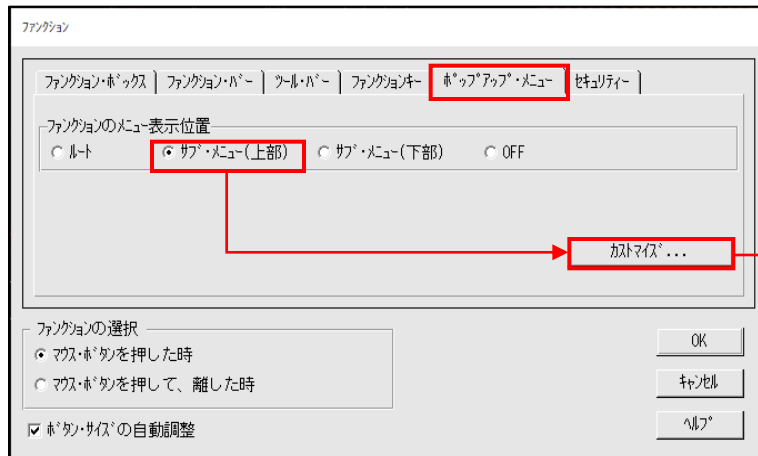 ﾌｧﾝｸｼｮﾝ
ﾌｧﾝｸｼｮﾝ･ﾎﾞｯｸｽ ﾌｧﾝｸｼｮﾝ･ﾊﾞｰ ﾂｰﾙ･ﾊﾞｰ ﾌｧﾝｸｼｮﾝｷｰ ﾎﾟｯﾌﾟｱｯﾌﾟ･ﾒﾆｭｰ ｾｷｭﾘﾃｨｰ
ﾌｧﾝｸｼｮﾝのﾒﾆｭｰ表示位置
ﾙｰﾄ ｻﾌﾞ･ﾒﾆｭｰ(上部) ｻﾌﾞ･ﾒﾆｭｰ(下部) OFF
ｶｽﾄﾏｲｽﾞ...
ﾌｧﾝｸｼｮﾝの選択
ﾏｳｽ･ﾎﾞﾀﾝを押した時
ﾏｳｽ･ﾎﾞﾀﾝを押して、離した時
ﾎﾞﾀﾝ･ｻｲｽﾞの自動調整
OK
ｷｬﾝｾﾙ
ﾍﾙﾌﾟ